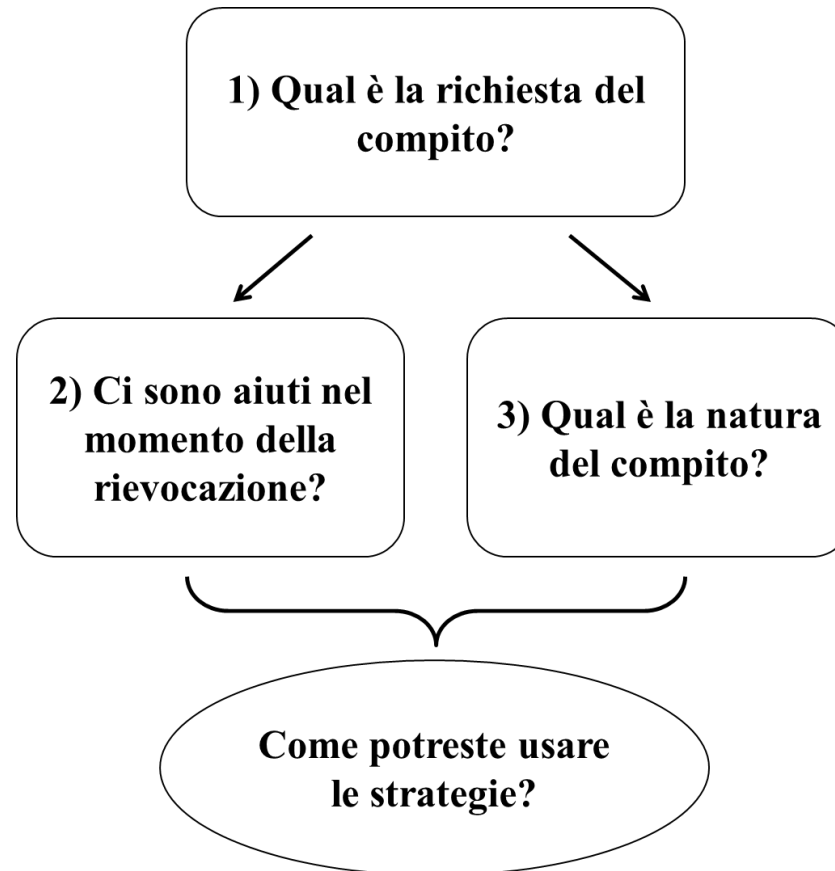 1) Qual è la richiesta del
compito?
2) Ci sono aiuti nel
momento della
rievocazione?
3) Qual è la natura
del compito?
Come potreste usare
le strategie?